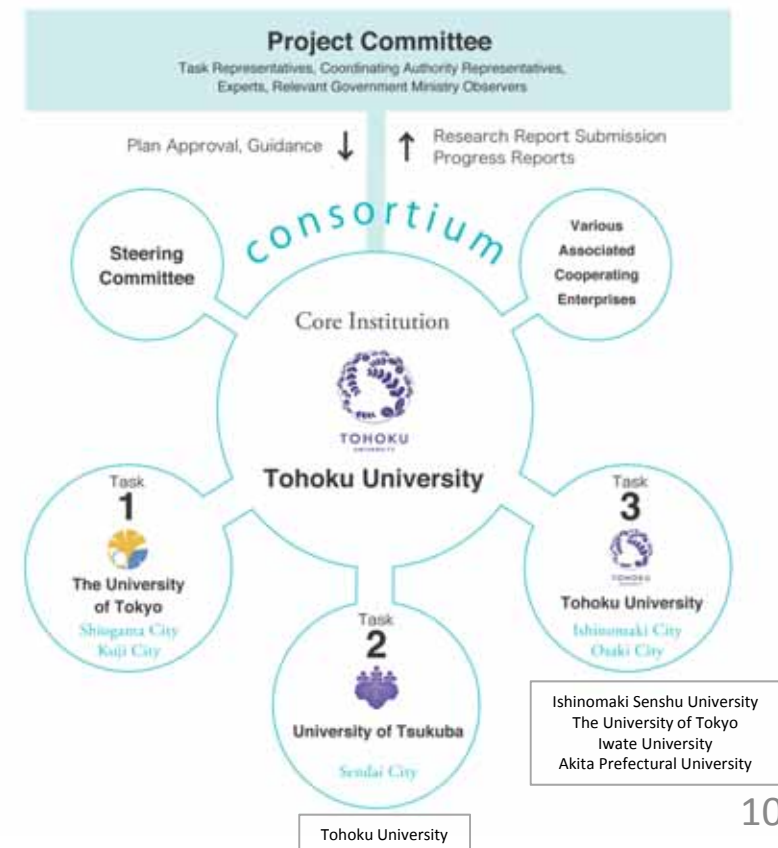 Project Committee
Task Representatives, Coordinating Authority Representatives,
Experts, Relevant Government Ministry Observers
Plan Approval, Guidance ↓
↑ Research Report Submission
Progress Reports
consortium
Steering
Committee
Various
Associated
Cooperating
Enterprises
Core Institution
TOHOKU
UNIVERSITY
Tohoku University
Task
1
The University
of Tokyo
Shiogama City
Kuji City
Task
2
University of Tsukuba
Sendai City
Tohoku University
Task
3
TOHOKU
Tohoku University
Ishinomaki City
Osaki City
Ishinomaki Senshu University
The University of Tokyo
Iwate University
Akita Prefectural University
10